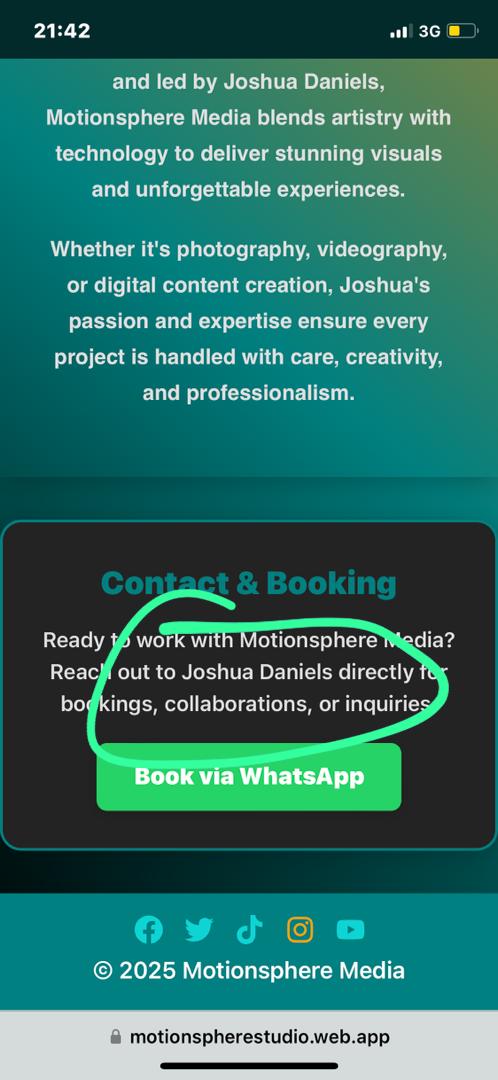 21:42
3G
and led by Joshua Daniels,
Motionsphere Media blends artistry with
technology to deliver stunning visuals
and unforgettable experiences.
Whether it's photography, videography,
or digital content creation, Joshua's
passion and expertise ensure every
project is handled with care, creativity,
and professionalism.
Contact & Booking
Ready to work with Motionsphere Media?
Reach out to Joshua Daniels directly for
bookings, collaborations, or inquiries.
Book via WhatsApp
© 2025 Motionsphere Media
motionspherestudio.web.app